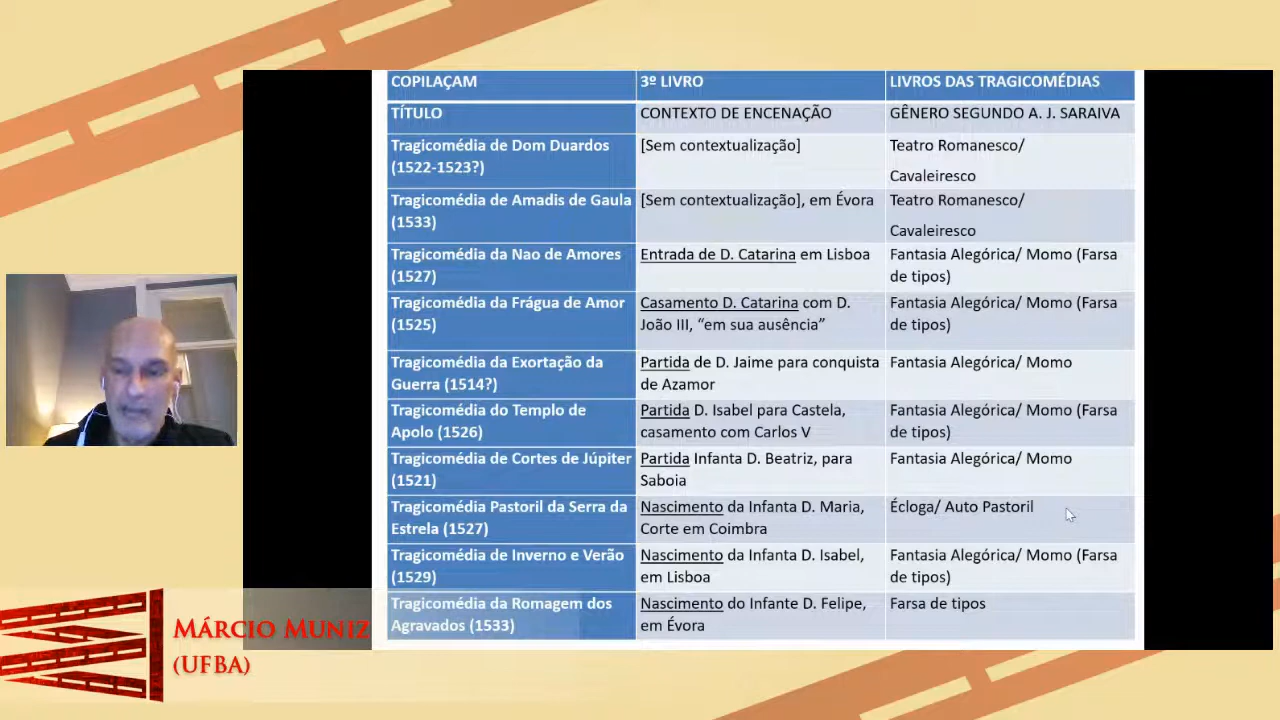 COPILAÇAM 3º LIVRO LIVROS DAS TRAGICOMÉDIAS
TÍTULO CONTEXTO DE ENCENAÇÃO GÊNERO SEGUNDO A. J. SARAIVA
Tragicomédia de Dom Duardos [Sem contextualização] Teatro Romanesco/
(1522-1523?) Cavaleiresco
Tragicomédia de Amadis de Gaula [Sem contextualização], em Évora Teatro Romanesco/
(1533) Cavaleiresco
Tragicomédia da Nao de Amores Entrada de D. Catarina em Lisboa Fantasia Alegórica/ Momo (Farsa
(1527) de tipos)
Tragicomédia da Frágua de Amor Casamento D. Catarina com D. Fantasia Alegórica/ Momo (Farsa
(1525) João III, “em sua ausência” de tipos)
Tragicomédia da Exortação da Partida de D. Jaime para conquista Fantasia Alegórica/ Momo
Guerra (1514?) de Azamor
Tragicomédia do Templo de Partida D. Isabel para Castela, Fantasia Alegórica/ Momo (Farsa
Apolo (1526) casamento com Carlos V de tipos)
Tragicomédia de Cortes de Júpiter Partida Infanta D. Beatriz, para Fantasia Alegórica/ Momo
(1521) Saboia
Tragicomédia Pastoril da Serra da Nascimento da Infanta D. Maria, Écloga/ Auto Pastoril
Estrela (1527) Corte em Coimbra
Tragicomédia de Inverno e Verão Nascimento da Infanta D. Isabel, Fantasia Alegórica/ Momo (Farsa
(1529) em Lisboa de tipos)
Tragicomédia da Romagem dos Nascimento do Infante D. Felipe, Farsa de tipos
Agravados (1533) em Évora
MÁRCIO MUNIZ
(UFBA)